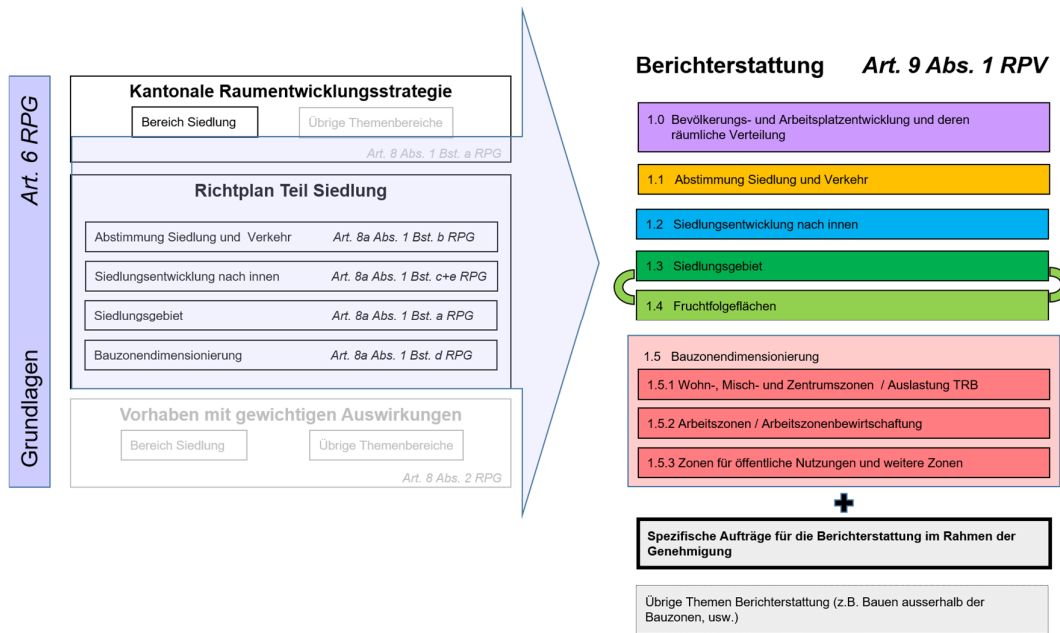 Grundlagen Art. 6 RPG
Kantonale Raumentwicklungsstrategie
Bereich Siedlung
Übrige Themenbereiche
Art. 8 Abs. 1 Bst. a RPG
Richtplan Teil Siedlung
Abstimmung Siedlung und Verkehr Art. 8a Abs. 1 Bst. b RPG
Siedlungsentwicklung nach innen Art. 8a Abs. 1 Bst. c+e RPG
Siedlungsgebiet Art. 8a Abs. 1 Bst. a RPG
Bauzonendimensionierung Art. 8a Abs. 1 Bst. d RPG
Vorhaben mit gewichtigen Auswirkungen
Bereich Siedlung
Übrige Themenbereiche
Art. 8 Abs. 2 RPG
Berichterstattung Art. 9 Abs. 1 RPV
1.0 Bevölkerungs- und Arbeitsplatzentwicklung und deren
räumliche Verteilung
1.1 Abstimmung Siedlung und Verkehr
1.2 Siedlungsentwicklung nach innen
1.3 Siedlungsgebiet
1.4 Fruchtfolgeflächen
1.5 Bauzonendimensionierung
1.5.1 Wohn-, Misch- und Zentrumszonen / Auslastung TRB
1.5.2 Arbeitszonen / Arbeitszonenbewirtschaftung
1.5.3 Zonen für öffentliche Nutzungen und weitere Zonen
Spezifische Aufträge für die Berichterstattung im Rahmen der
Genehmigung
Übrige Themen Berichterstattung (z.B. Bauen ausserhalb der
Bauzonen, usw.)